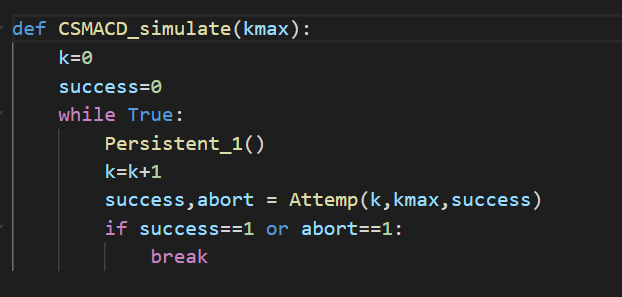 def CSMACD_simulate(kmax):
    k=0
    success=0
    while True:
        Persistent_1()
        k=k+1
        success,abort = Attemp(k,kmax,success)
        if success==1 or abort==1:
            break